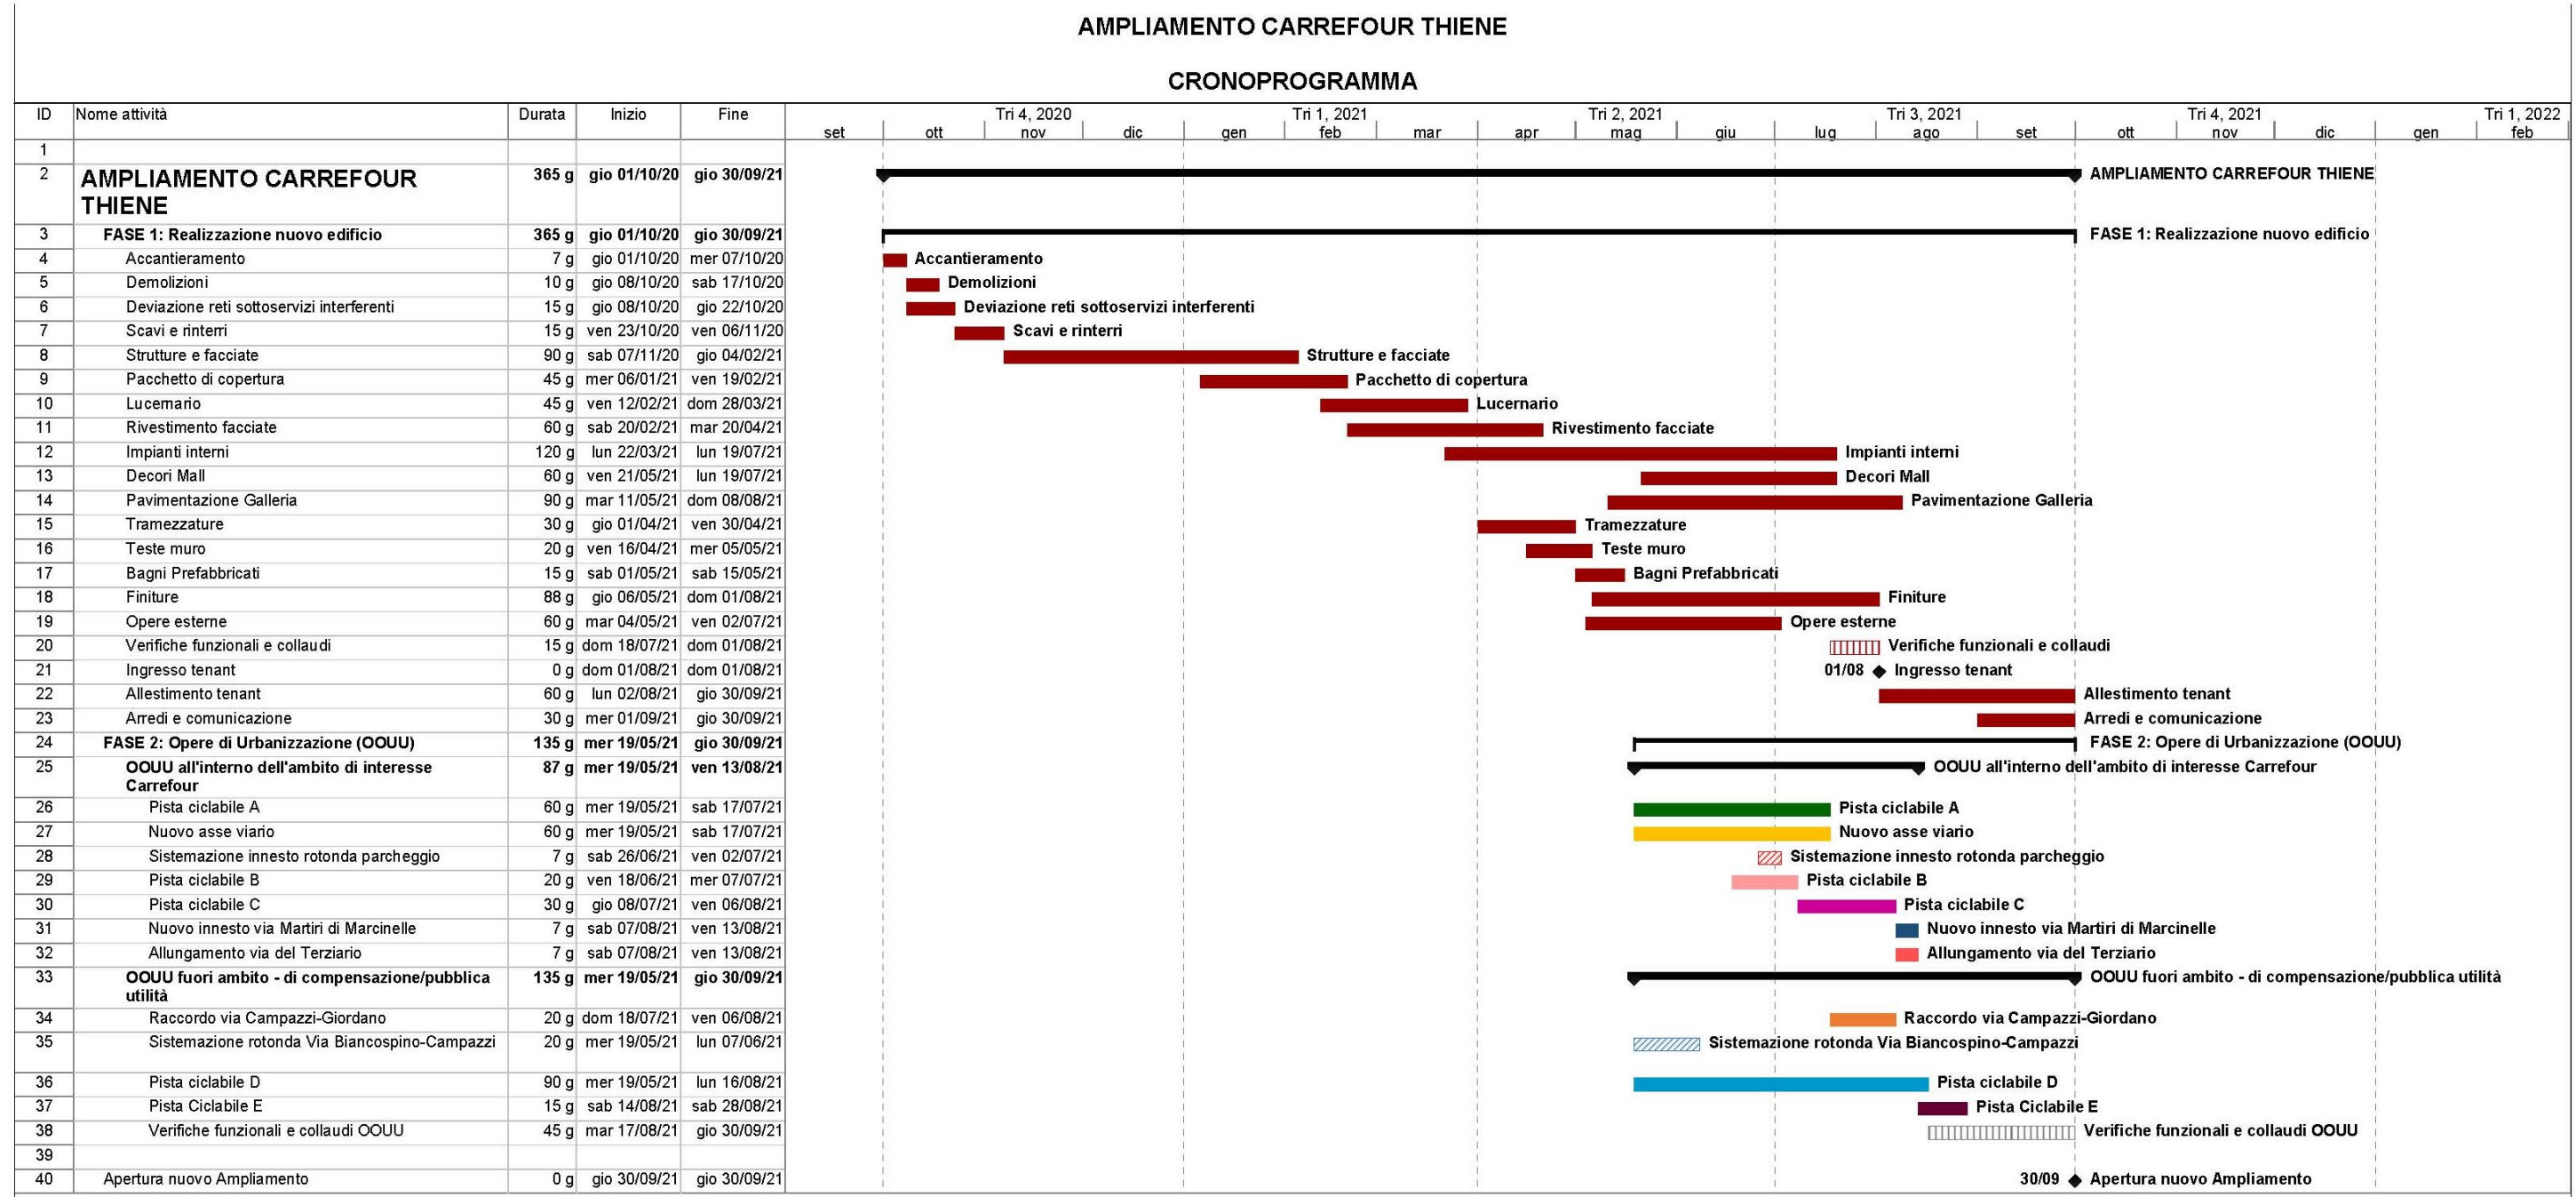 AMPLIAMENTO CARREFOUR THIENE
CRONOPROGRAMMA
ID Nome attività Durata Inizio Fine Tri 4, 2020 Tri 1, 2021 Tri 2, 2021 Tri 3, 2021 Tri 4, 2021 Tri 1, 2022
set ott nov dic gen feb mar apr mag giu lug ago set ott nov dic gen feb
1
2 AMPLIAMENTO CARREFOUR 365 g gio 01/10/20 gio 30/09/21 AMPLIAMENTO CARREFOUR THIENE
THIENE
3 FASE 1: Realizzazione nuovo edificio 365 g gio 01/10/20 gio 30/09/21 FASE 1: Realizzazione nuovo edificio
4 Accantieramento 7 g gio 01/10/20 mer 07/10/20 Accantieramento
5 Demolizioni 10 g gio 08/10/20 sab 17/10/20 Demolizioni
6 Deviazione reti sottoservizi interferenti 15 g gio 08/10/20 gio 22/10/20 Deviazione reti sottoservizi interferenti
7 Scavi e rinterri 15 g ven 23/10/20 ven 06/11/20 Scavi e rinterri
8 Strutture e facciate 90 g sab 07/11/20 gio 04/02/21 Strutture e facciate
9 Pacchetto di copertura 45 g mer 06/01/21 ven 19/02/21 Pacchetto di copertura
10 Lucernario 45 g ven 12/02/21 dom 28/03/21 Lucernario
11 Rivestimento facciate 60 g sab 20/02/21 mar 20/04/21 Rivestimento facciate
12 Impianti interni 120 g lun 22/03/21 lun 19/07/21 Impianti interni
13 Decori Mall 60 g ven 21/05/21 lun 19/07/21 Decori Mall
14 Pavimentazione Galleria 90 g mar 11/05/21 dom 08/08/21 Pavimentazione Galleria
15 Tramezzature 30 g gio 01/04/21 ven 30/04/21 Tramezzature
16 Teste muro 20 g ven 16/04/21 mer 05/05/21 Teste muro
17 Bagni Prefabbricati 15 g sab 01/05/21 sab 15/05/21 Bagni Prefabbricati
18 Finiture 88 g gio 06/05/21 dom 01/08/21 Finiture
19 Opere esterne 60 g mar 04/05/21 ven 02/07/21 Opere esterne
20 Verifiche funzionali e collaudi 15 g dom 18/07/21 dom 01/08/21 Verifiche funzionali e collaudi
21 Ingresso tenant 0 g dom 01/08/21 dom 01/08/21 01/08 Ingresso tenant
22 Allestimento tenant 60 g lun 02/08/21 gio 30/09/21 Allestimento tenant
23 Arredi e comunicazione 30 g mer 01/09/21 gio 30/09/21 Arredi e comunicazione
24 FASE 2: Opere di Urbanizzazione (OOUU) 135 g mer 19/05/21 gio 30/09/21 FASE 2: Opere di Urbanizzazione (OOUU)
25 OOUU all'interno dell'ambito di interesse 87 g mer 19/05/21 ven 13/08/21 OOUU all'interno dell'ambito di interesse Carrefour
Carrefour
26 Pista ciclabile A 60 g mer 19/05/21 sab 17/07/21 Pista ciclabile A
27 Nuovo asse viario 60 g mer 19/05/21 sab 17/07/21 Nuovo asse viario
28 Sistemazione innesto rotonda parcheggio 7 g sab 26/06/21 ven 02/07/21 Sistemazione innesto rotonda parcheggio
29 Pista ciclabile B 20 g ven 18/06/21 mer 07/07/21 Pista ciclabile B
30 Pista ciclabile C 30 g gio 08/07/21 ven 06/08/21 Pista ciclabile C
31 Nuovo innesto via Martiri di Marcinelle 7 g sab 07/08/21 ven 13/08/21 Nuovo innesto via Martiri di Marcinelle
32 Allungamento via del Terziario 7 g sab 07/08/21 ven 13/08/21 Allungamento via del Terziario
33 OOUU fuori ambito - di compensazione/pubblica 135 g mer 19/05/21 gio 30/09/21 OOUU fuori ambito - di compensazione/pubblica utilità
utilità
34 Raccordo via Campazzi-Giordano 20 g dom 18/07/21 ven 06/08/21 Raccordo via Campazzi-Giordano
35 Sistemazione rotonda Via Biancospino-Campazzi 20 g mer 19/05/21 lun 07/06/21 Sistemazione rotonda Via Biancospino-Campazzi
36 Pista ciclabile D 90 g mer 19/05/21 lun 16/08/21 Pista ciclabile D
37 Pista Ciclabile E 15 g sab 14/08/21 sab 28/08/21 Pista Ciclabile E
38 Verifiche funzionali e collaudi OOUU 45 g mar 17/08/21 gio 30/09/21 Verifiche funzionali e collaudi OOUU
39
40 Apertura nuovo Ampliamento 0 g gio 30/09/21 gio 30/09/21 30/09 Apertura nuovo Ampliamento